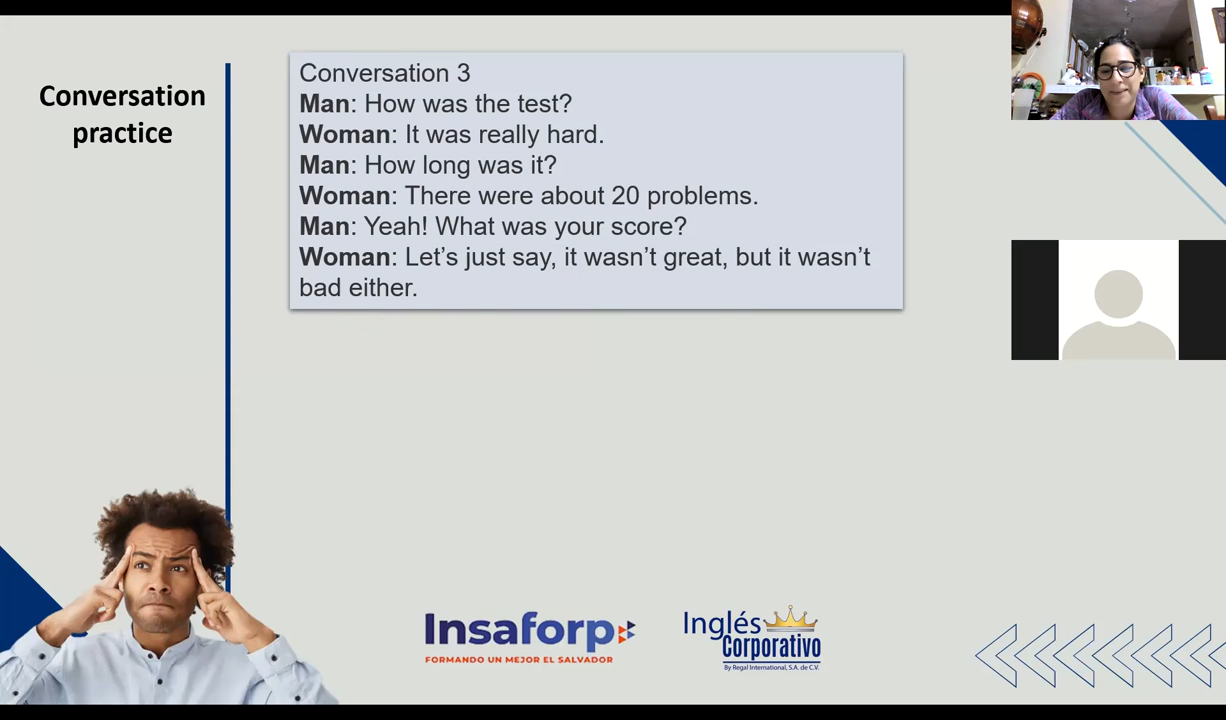 Conversation
practice
Conversation 3
Man: How was the test?
Woman: It was really hard.
Man: How long was it?
Woman: There were about 20 problems.
Man: Yeah! What was your score?
Woman: Let's just say, it wasn't great, but it wasn't
bad either.
Insaforp
FORMANDO UN MEJOR EL SALVADOR
Inglés
Corporativo
By Regal International, S.A. de C.V.